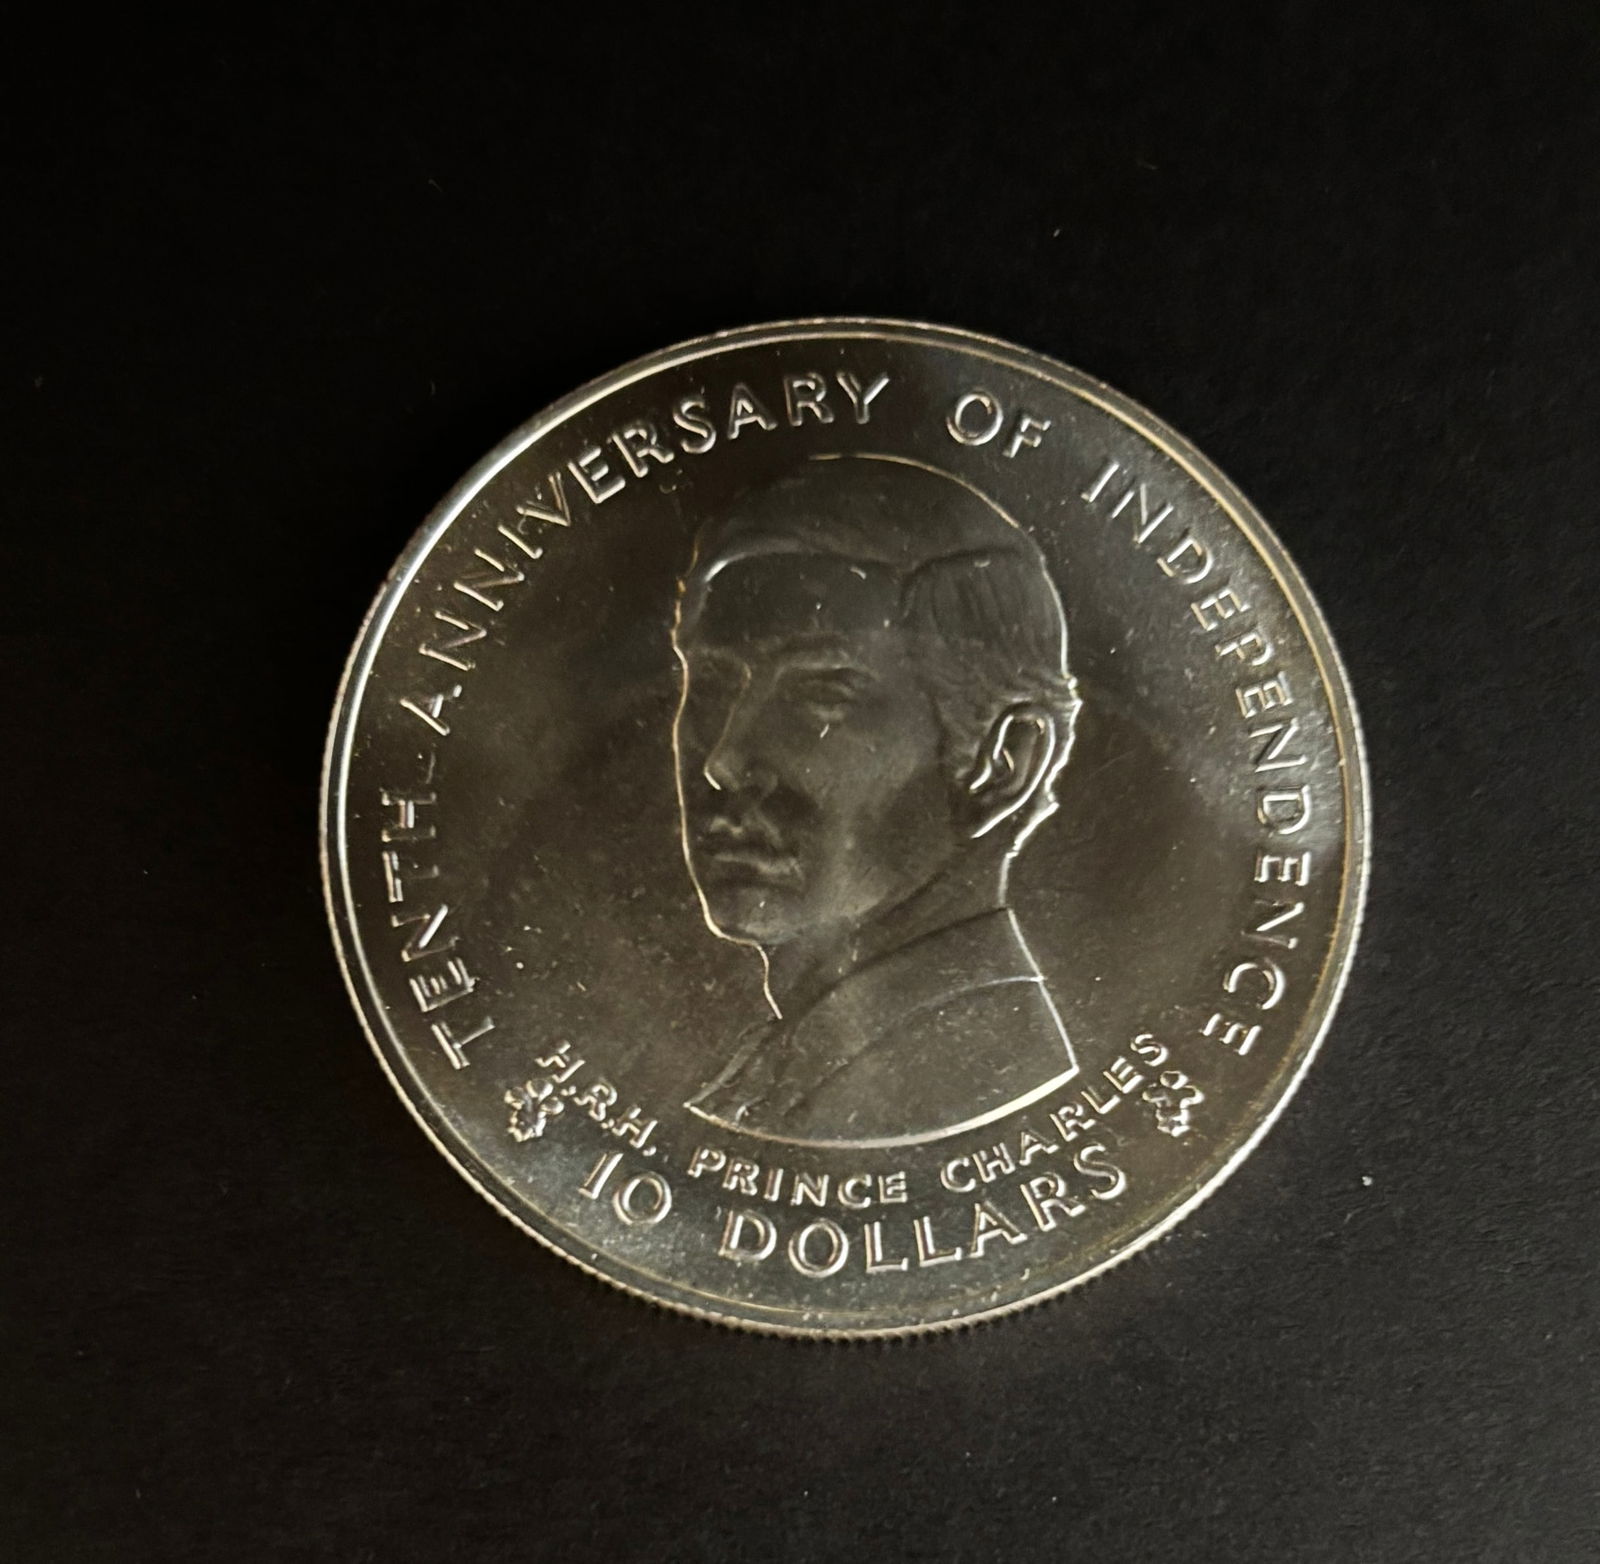 TENTH ANNIVERSARY OF INDEPENDENCE
H.R.H. PRINCE CHARLES
10 DOLLARS